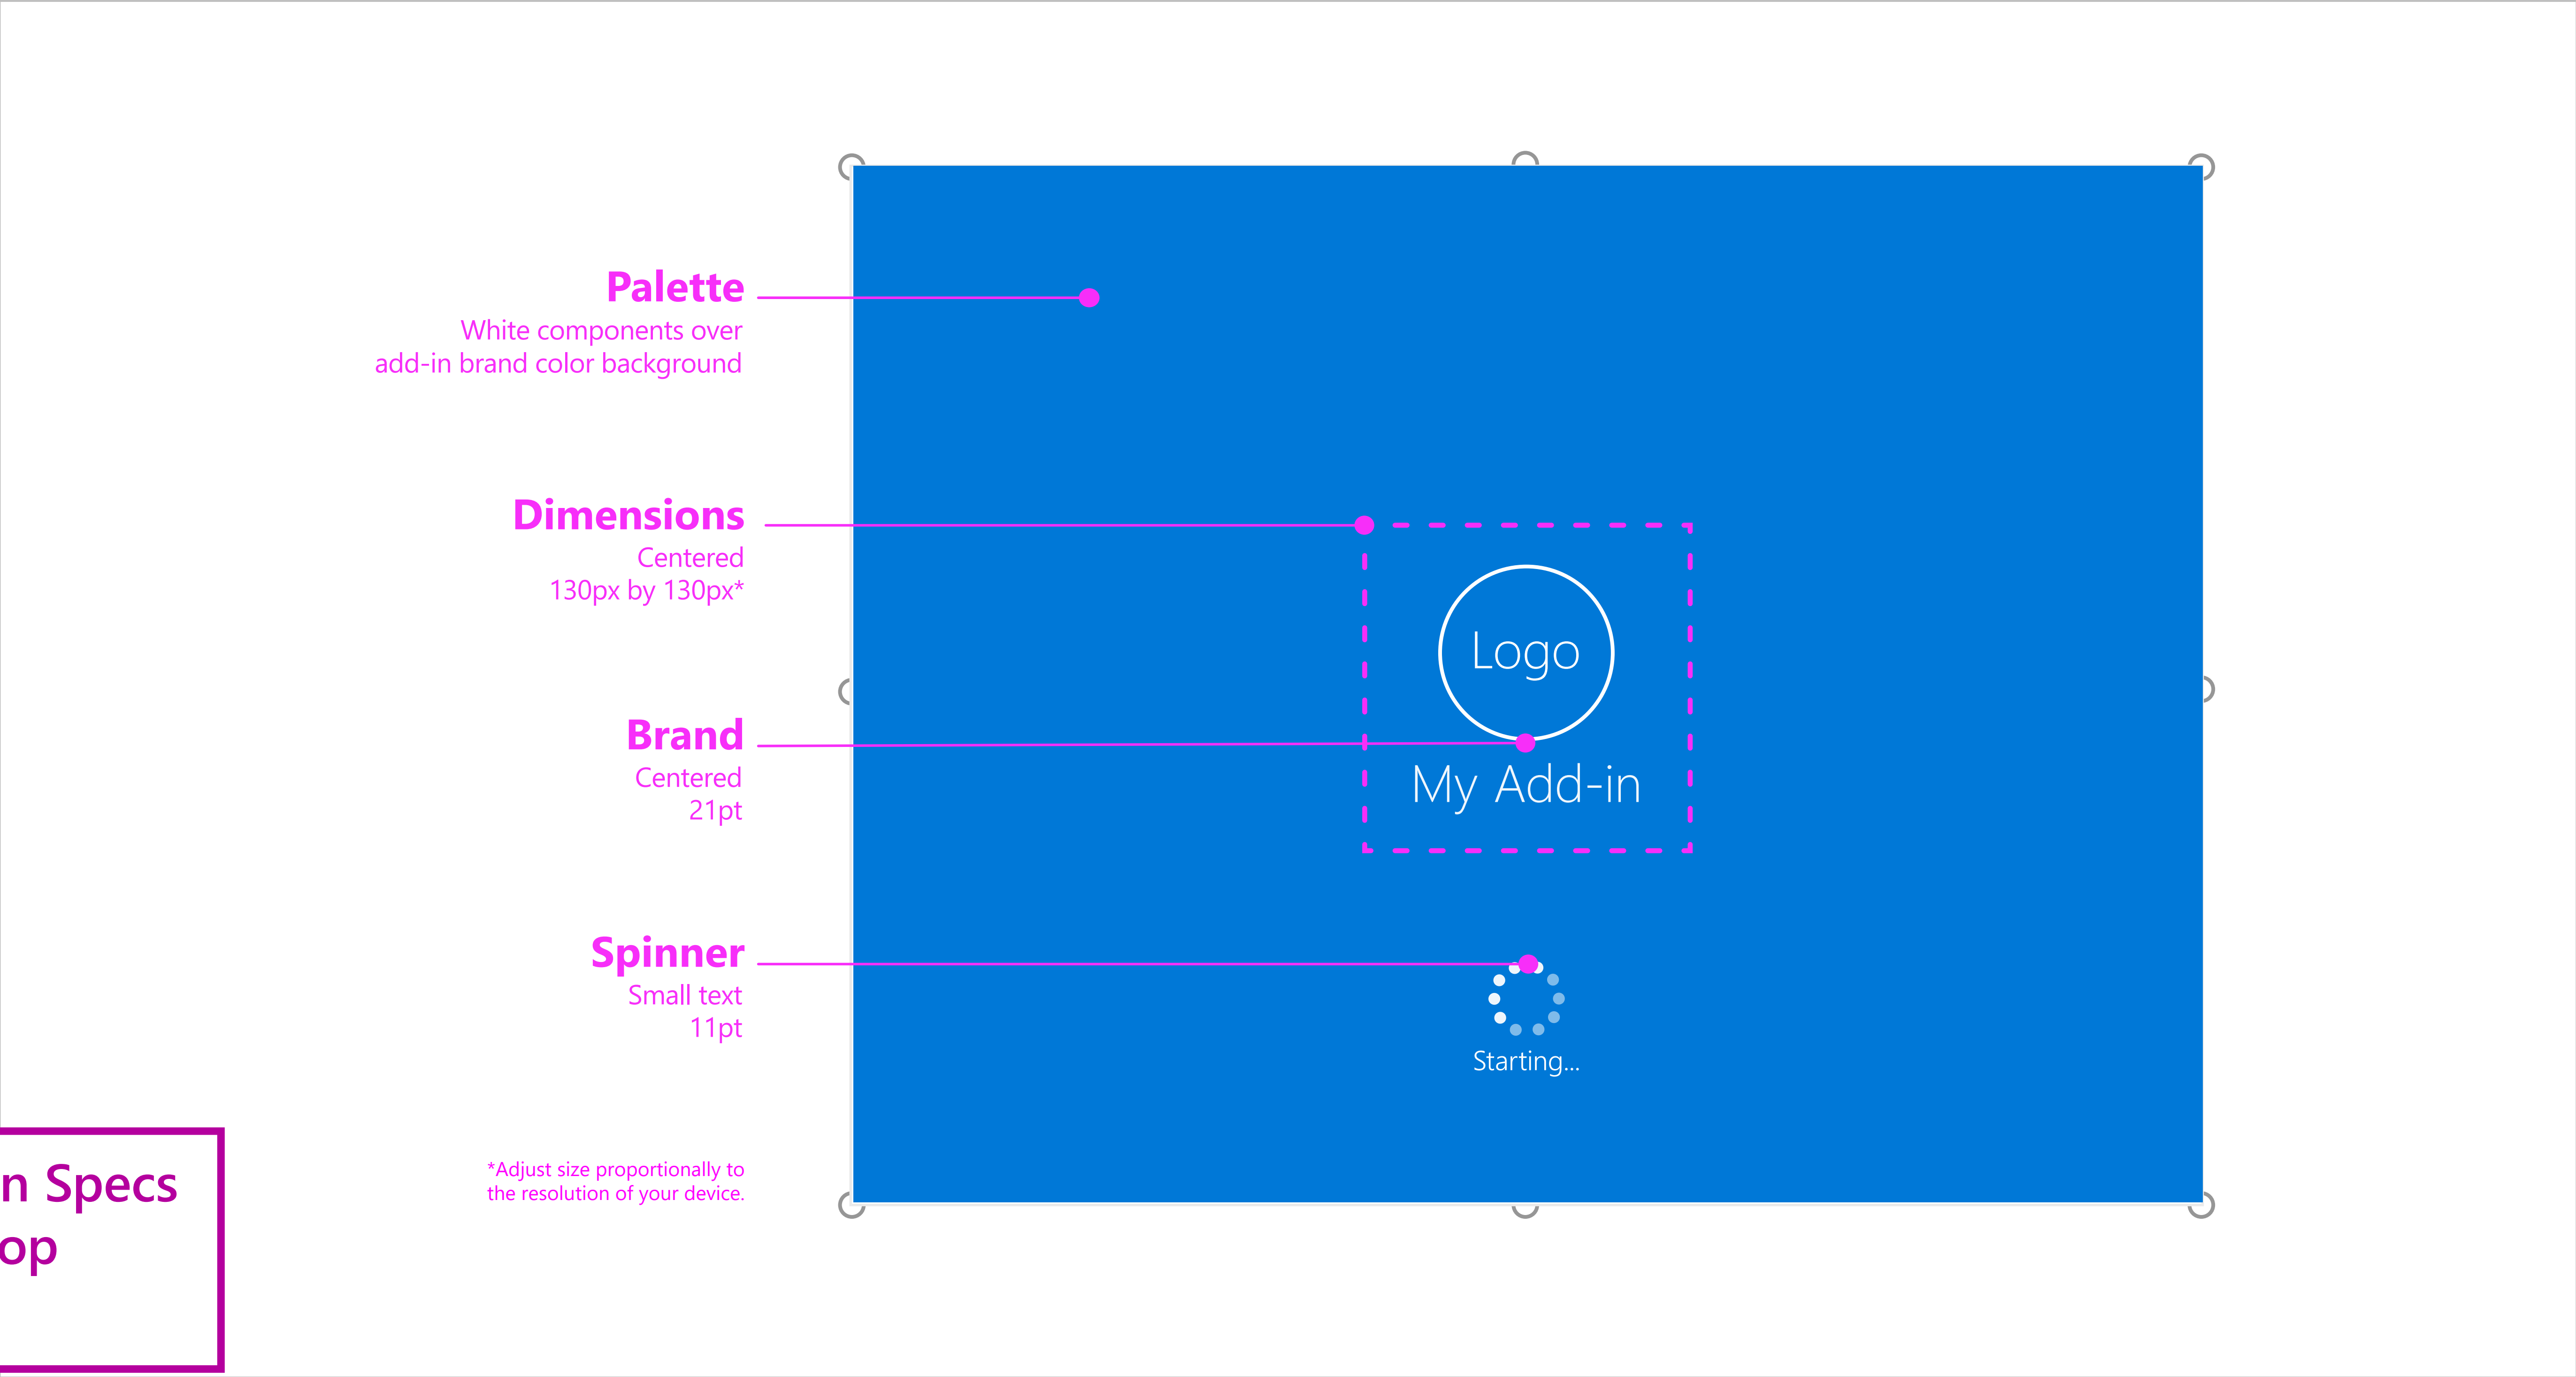 Palette
White components over
add-in brand color background
Dimensions
Centered
130px by 130px*
Brand
Centered
21pt
Spinner
Small text
11pt
*Adjust size proportionally to
the resolution of your device.
Logo
My Add-in
Starting...
n Specs
op